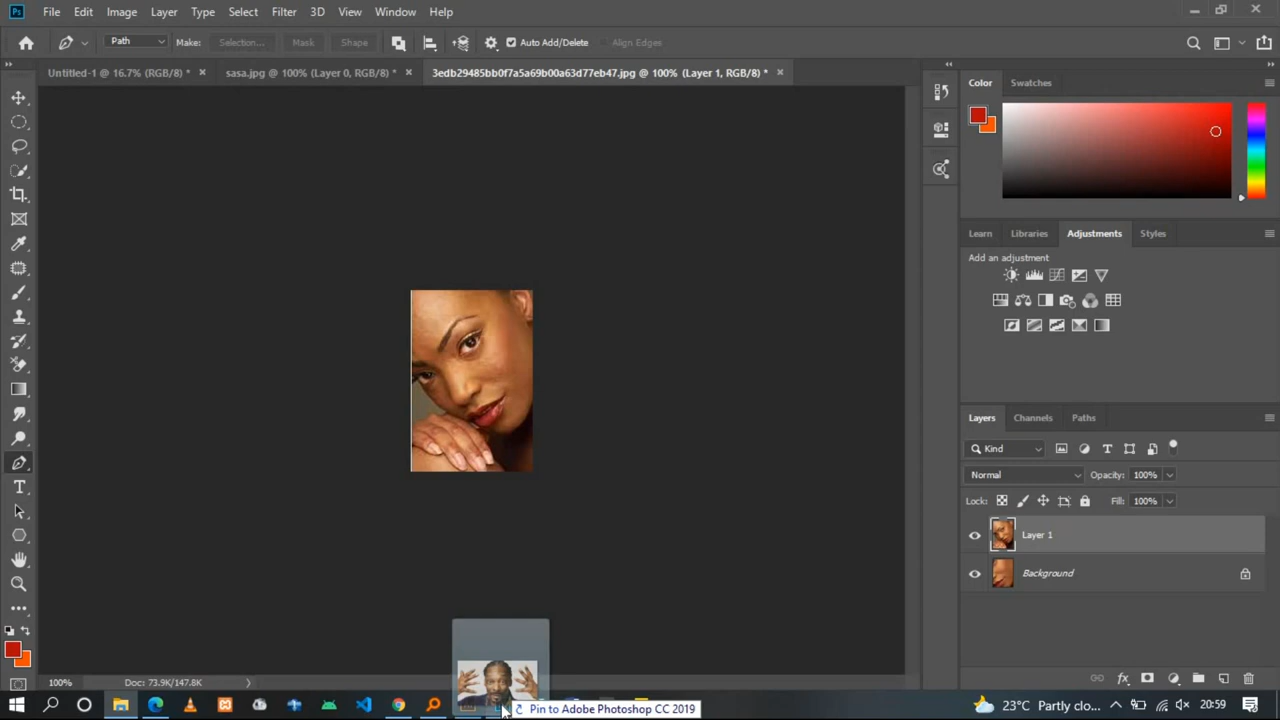 Ps File Edit Image Layer Type Select Filter 3D View Window Help
Path Make: Selection... Mask Shape Auto Add/Delete Align Edges
Untitled-1 @ 16.7% (RGB/8) * sasa.jpg @ 100% (Layer 0, RGB/8) * 3edb29485bb0f7a5a69b00a63d77eb47.jpg @ 100% (Layer 1, RGB/8) *
Color Swatches
Learn Libraries Adjustments Styles
Add an adjustment
Layers Channels Paths
Kind
Normal Opacity: 100%
Lock: Fill: 100%
Layer 1
Background
100% Doc: 73.9K/147.8K
Pin to Adobe Photoshop CC 2019
23°C Partly clo... 20:59